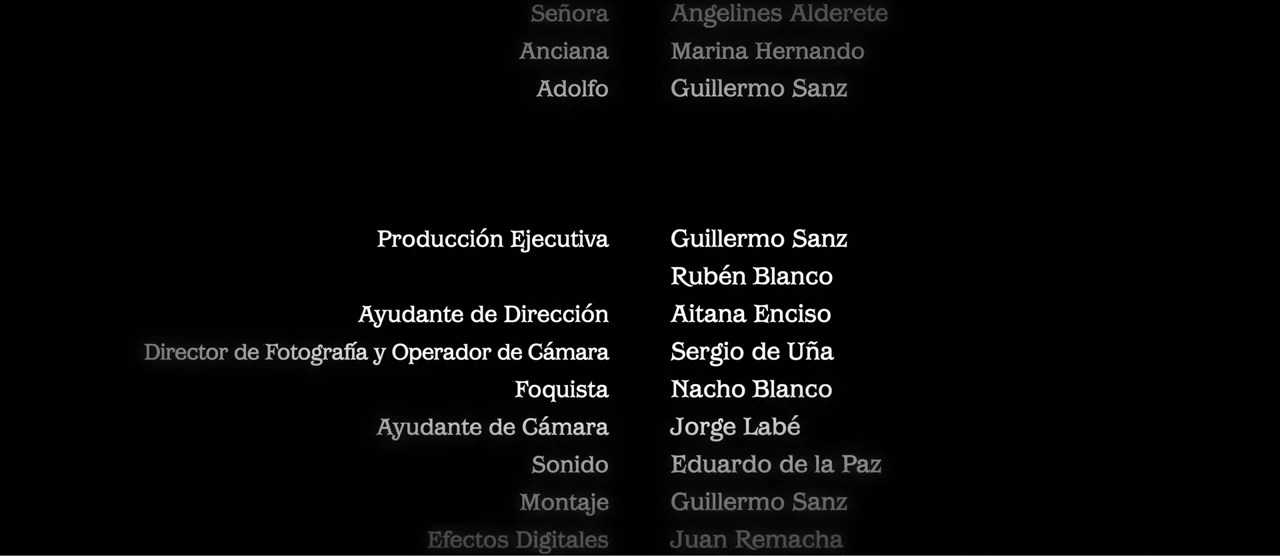 Señora Angelines Alderete
Anciana Marina Hernando
Adolfo Guillermo Sanz
Producción Ejecutiva Guillermo Sanz
Rubén Blanco
Ayudante de Dirección Aitana Enciso
Director de Fotografía y Operador de Cámara Sergio de Uña
Foquista Nacho Blanco
Ayudante de Cámara Jorge Labé
Sonido Eduardo de la Paz
Montaje Guillermo Sanz
Efectos Digitales Juan Remacha